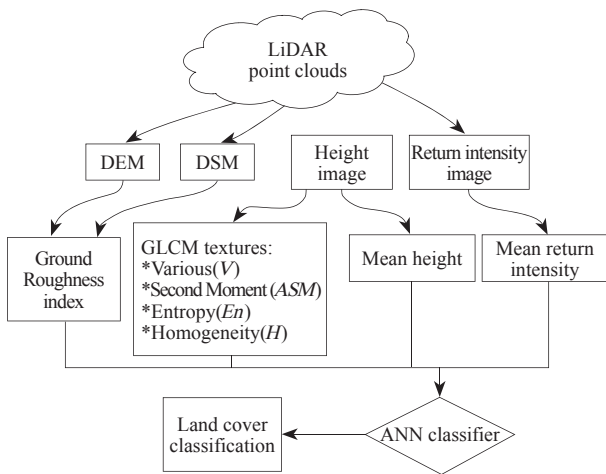 LiDAR
point clouds
DEM
DSM
Height
image
Return intensity
image
Ground
Roughness
index
GLCM textures:
*Various(V)
*Second Moment(ASM)
*Entropy(En)
*Homogeneity(H)
Mean height
Mean return
intensity
Land cover
classification
ANN classifier